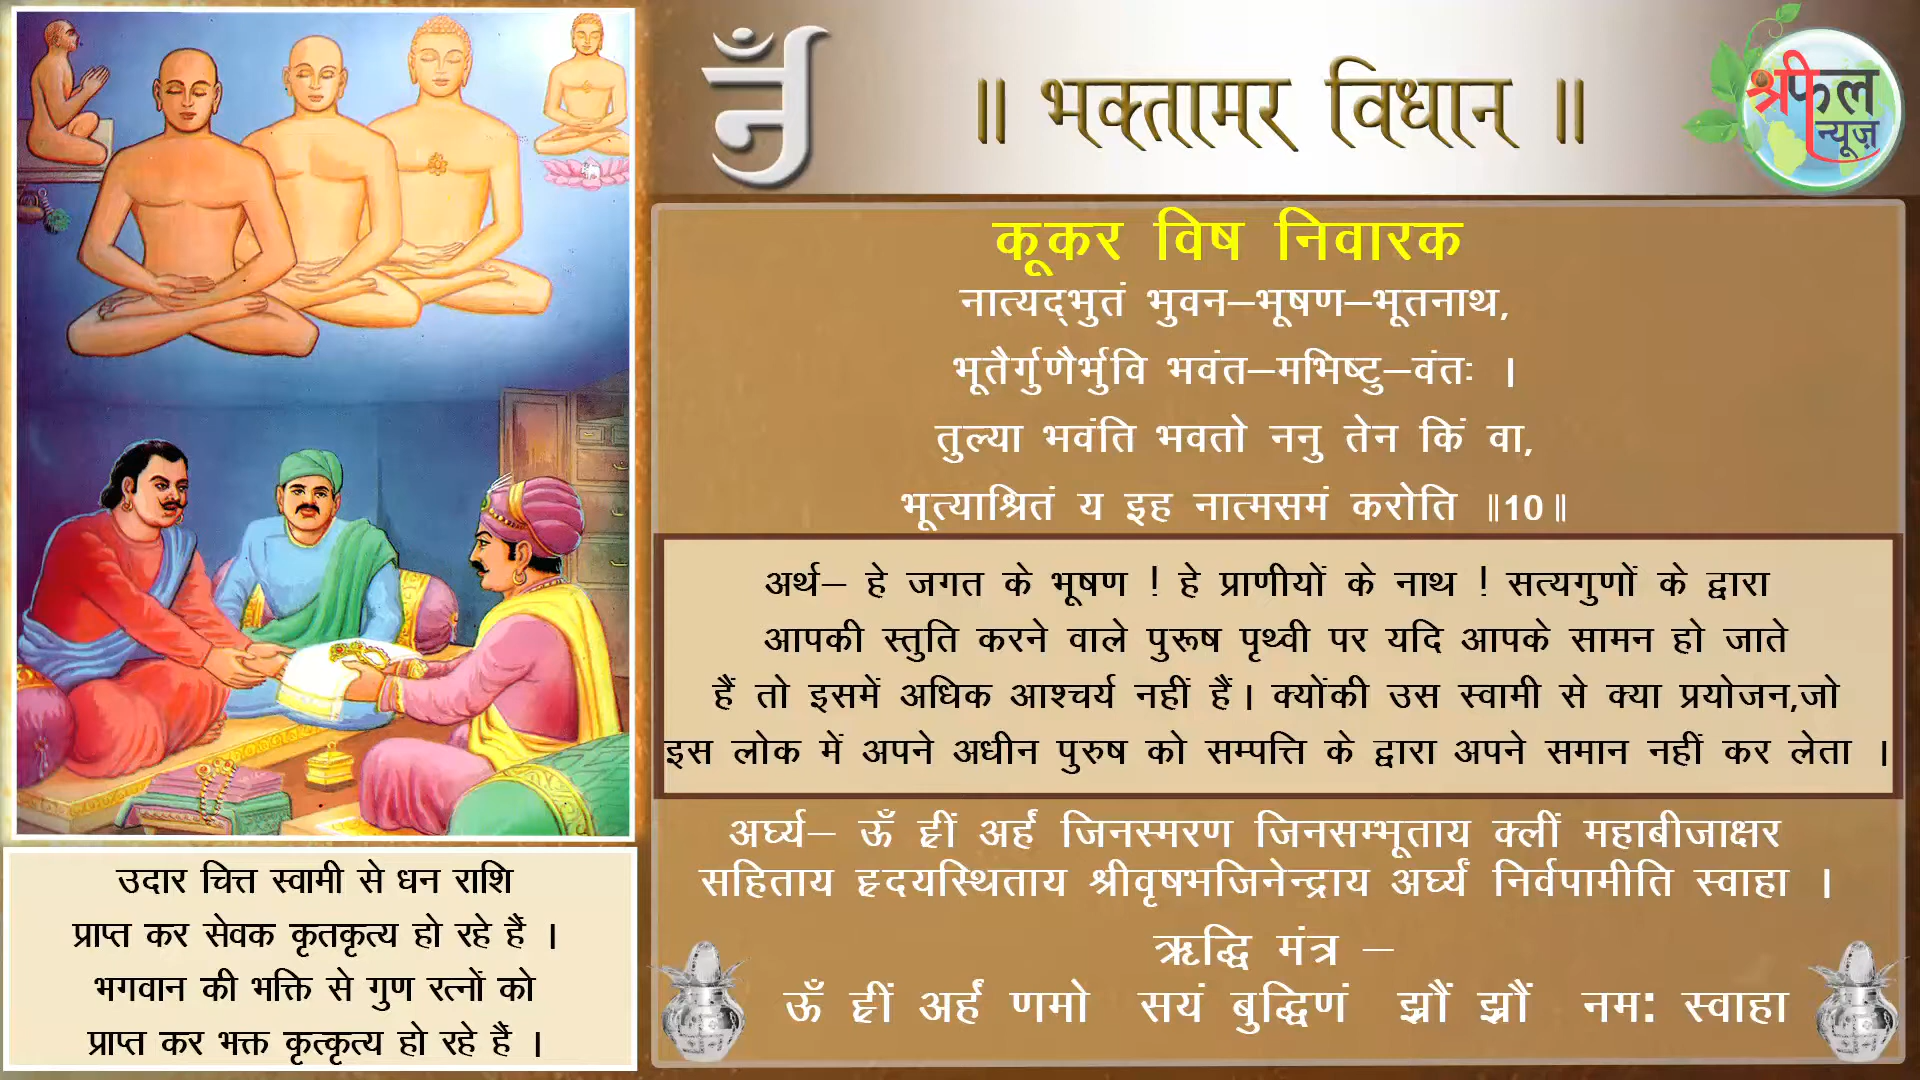 ॥ भक्तामर विधान ॥
श्रीफल
न्यूज़
कूकर विष निवारक
नात्यद्भुतं भुवन–भूषण–भूतनाथ,
भूतैर्गुणैर्भुवि भवंत–मभिष्टु–वंतः ।
तुल्या भवंति भवतो ननु तेन किं वा,
भूत्याश्रितं य इह नात्मसमं करोति ॥10॥
अर्थ– हे जगत के भूषण ! हे प्राणीयों के नाथ ! सत्यगुणों के द्वारा
आपकी स्तुति करने वाले पुरूष पृथ्वी पर यदि आपके सामन हो जाते
हैं तो इसमें अधिक आश्चर्य नहीं हैं। क्योंकी उस स्वामी से क्या प्रयोजन,जो
इस लोक में अपने अधीन पुरुष को सम्पत्ति के द्वारा अपने समान नहीं कर लेता ।
अर्घ्य– ऊँ ह्रीं अर्हं जिनस्मरण जिनसम्भूताय क्लीं महाबीजाक्षर
सहिताय हृदयस्थिताय श्रीवृषभजिनेन्द्राय अर्घ्यं निर्वपामीति स्वाहा ।
ऋद्धि मंत्र –
ऊँ ह्रीं अर्हं णमो सयं बुद्धिणं झ्रौं झ्रौं नमः स्वाहा
उदार चित्त स्वामी से धन राशि
प्राप्त कर सेवक कृतकृत्य हो रहे हैं ।
भगवान की भक्ति से गुण रत्नों को
प्राप्त कर भक्त कृत्कृत्य हो रहे हैं ।